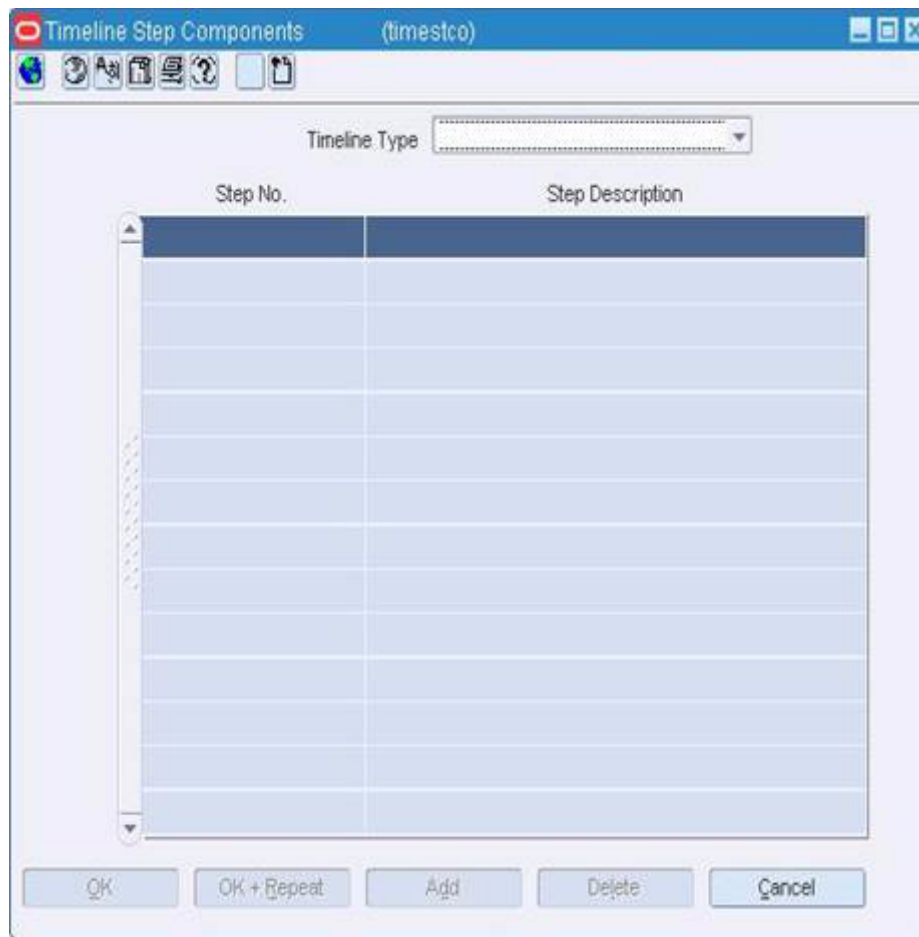 Timeline Step Components (timestco)
Timeline Type
Step No. Step Description
OK OK + Repeat Add Delete Cancel